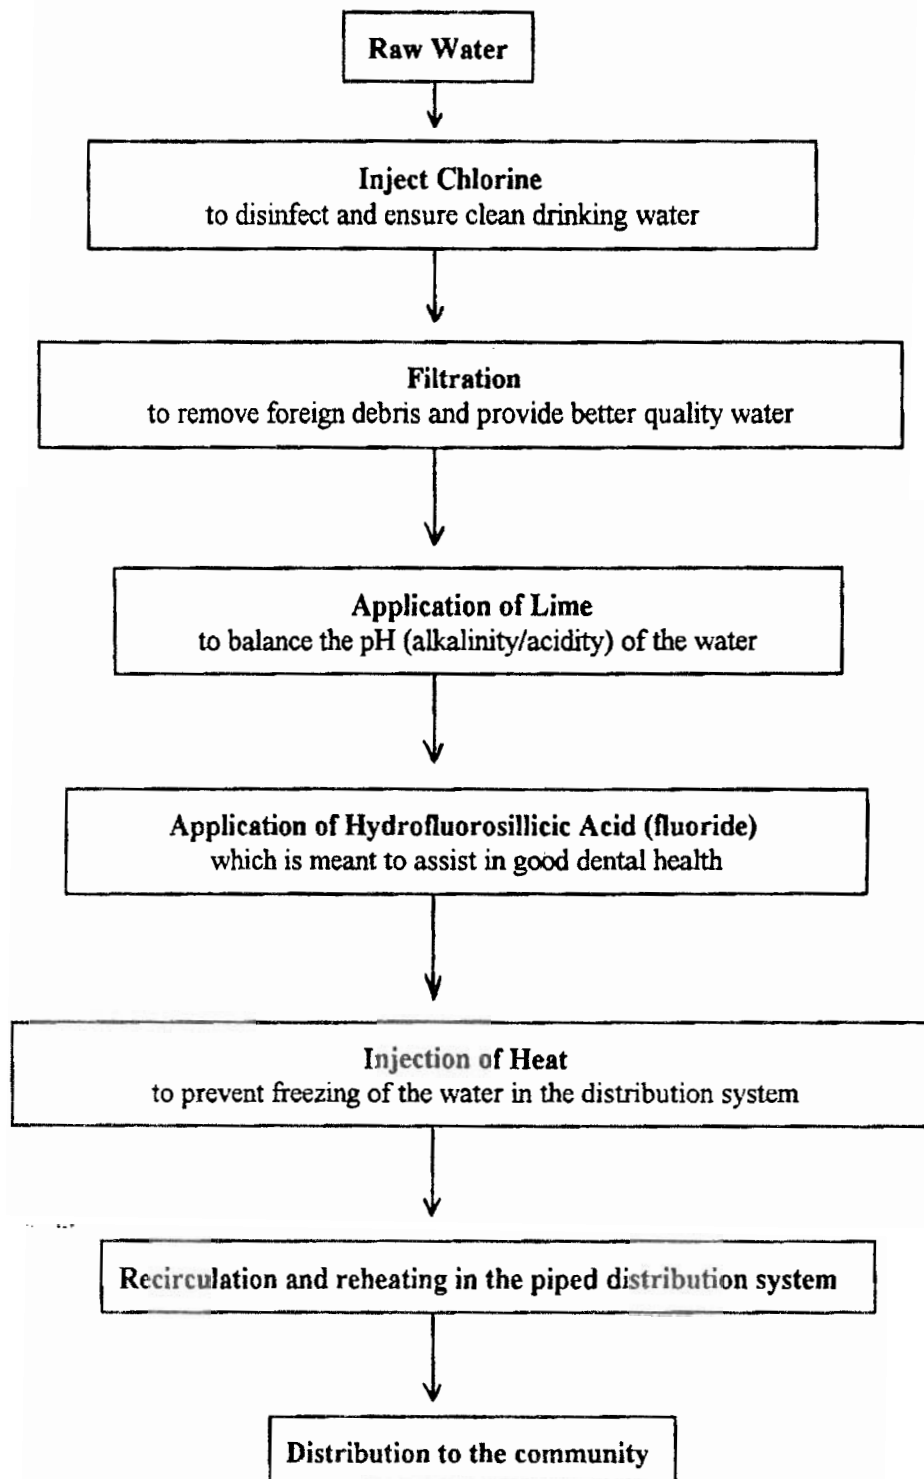 Raw Water
Inject Chlorine
to disinfect and ensure clean drinking water
Filtration
to remove foreign debris and provide better quality water
Application of Lime
to balance the pH (alkalinity/acidity) of the water
Application of Hydrofluorosillicic Acid (fluoride)
which is meant to assist in good dental health
Injection of Heat
to prevent freezing of the water in the distribution system
Recirculation and reheating in the piped distribution system
Distribution to the community